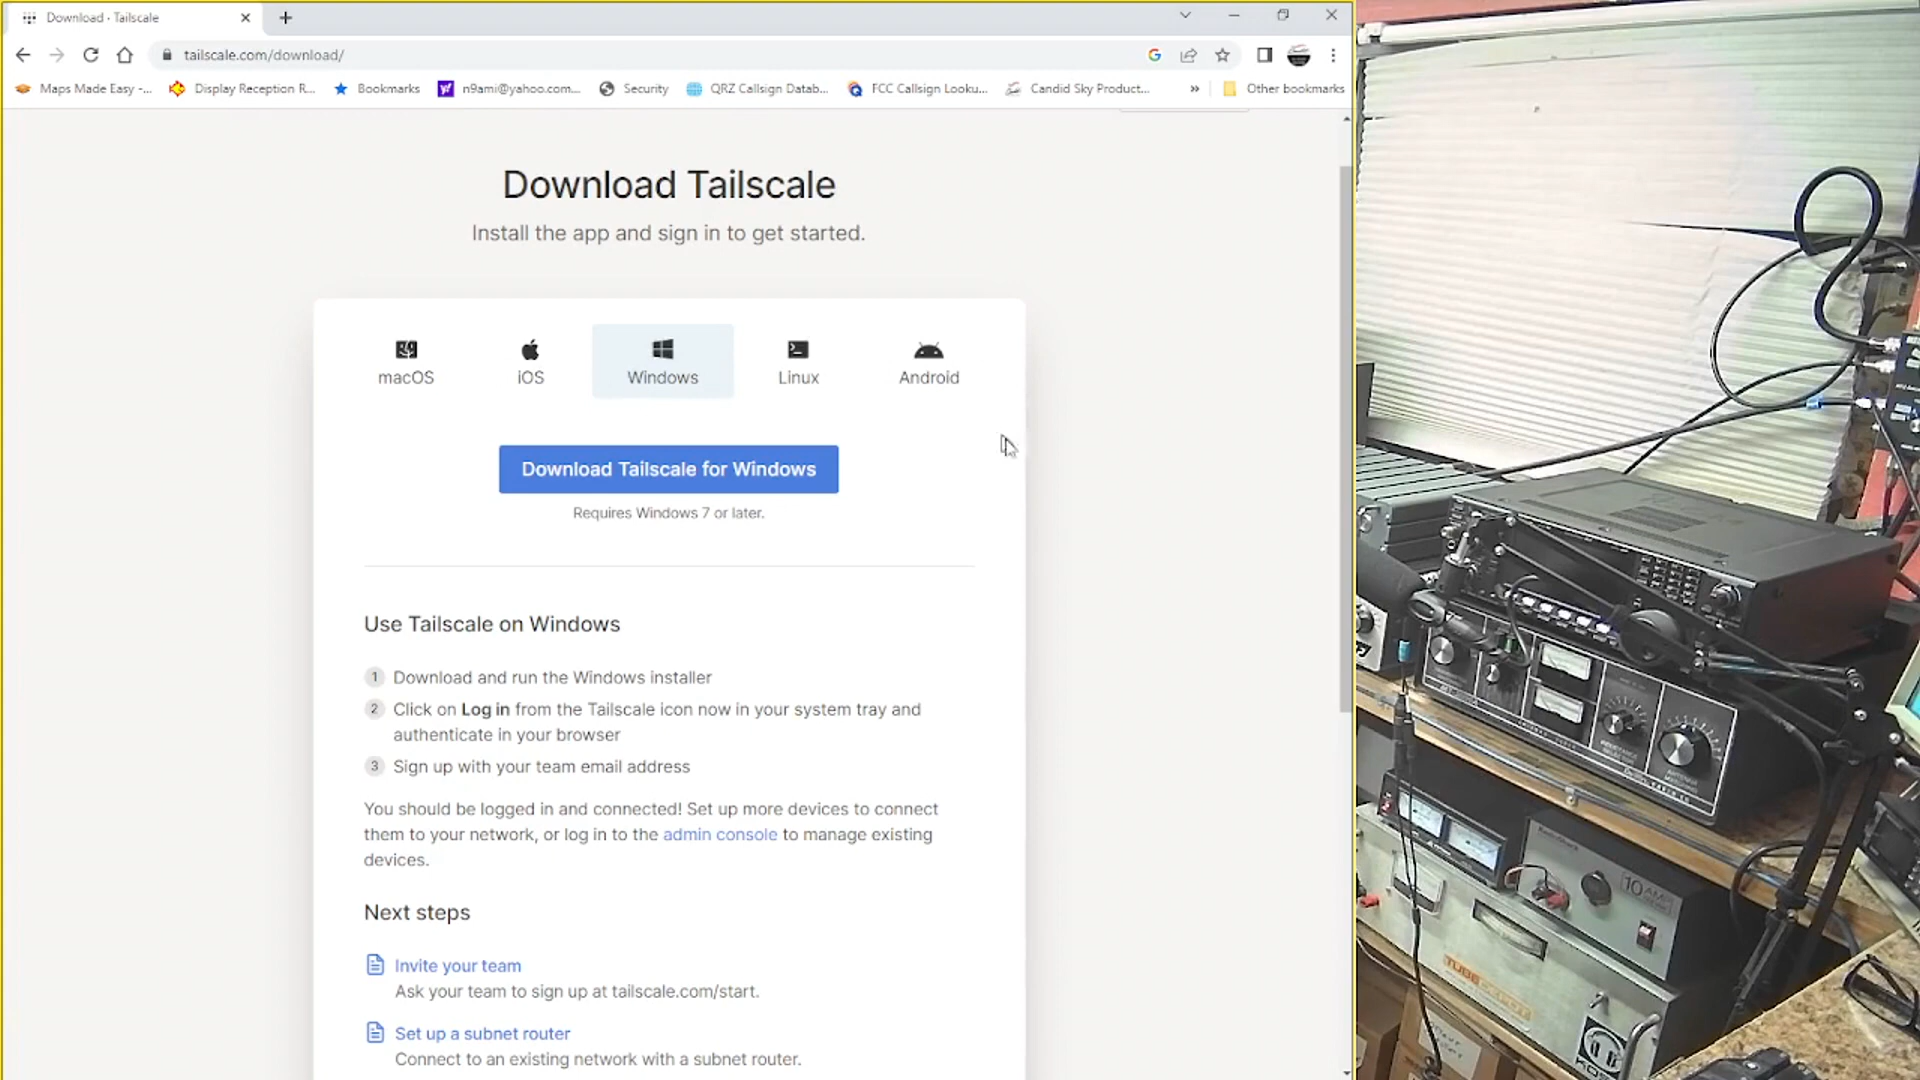 Download · Tailscale
tailscale.com/download/
Maps Made Easy -...
Display Reception R...
Bookmarks
n9ami@yahoo.com...
Security
QRZ Callsign Datab...
FCC Callsign Looku...
Candid Sky Product...
»
Other bookmarks
Download Tailscale
Install the app and sign in to get started.
macOS
iOS
Windows
Linux
Android
Download Tailscale for Windows
Requires Windows 7 or later.
Use Tailscale on Windows
1 Download and run the Windows installer
2 Click on Log in from the Tailscale icon now in your system tray and
authenticate in your browser
3 Sign up with your team email address
You should be logged in and connected! Set up more devices to connect
them to your network, or log in to the admin console to manage existing
devices.
Next steps
Invite your team
Ask your team to sign up at tailscale.com/start.
Set up a subnet router
Connect to an existing network with a subnet router.
10 AMP
TUBE
KOSS